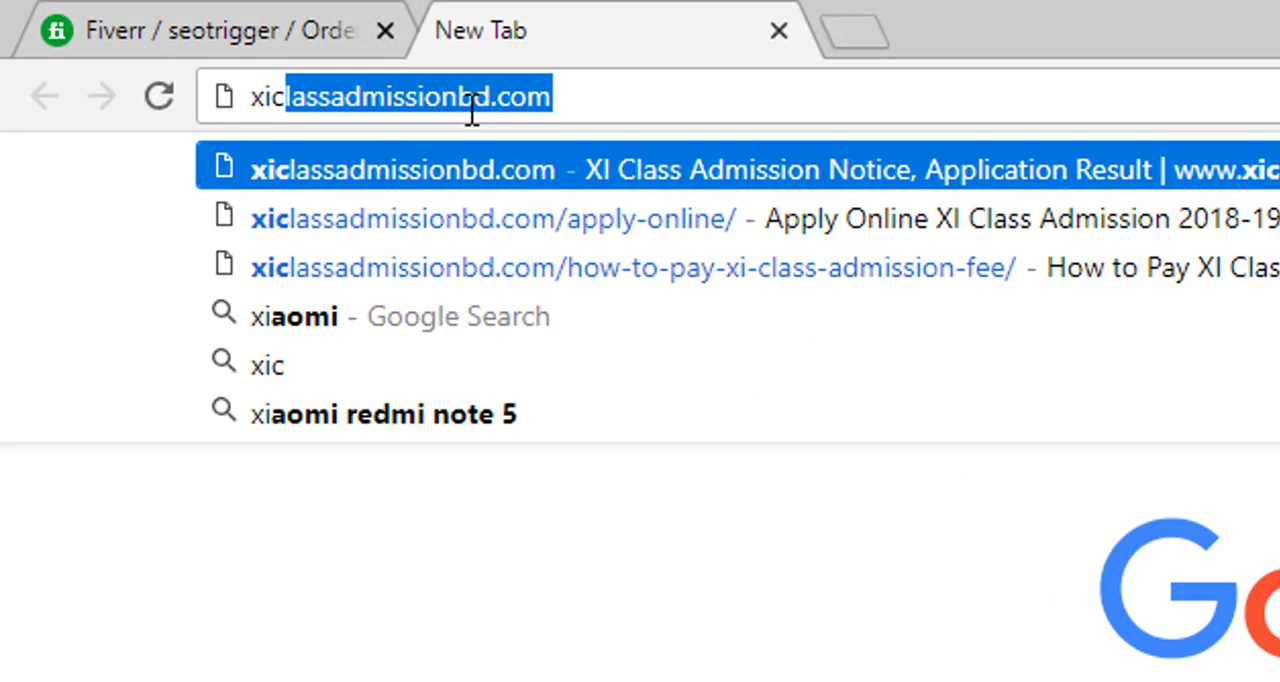 Fiverr / seotrigger / Orde
New Tab
xiclassadmissionbd.com
xiclassadmissionbd.com - XI Class Admission Notice, Application Result | www.xic
xiclassadmissionbd.com/apply-online/ - Apply Online XI Class Admission 2018-19
xiclassadmissionbd.com/how-to-pay-xi-class-admission-fee/ - How to Pay XI Clas
xiaomi - Google Search
xic
xiaomi redmi note 5
Go